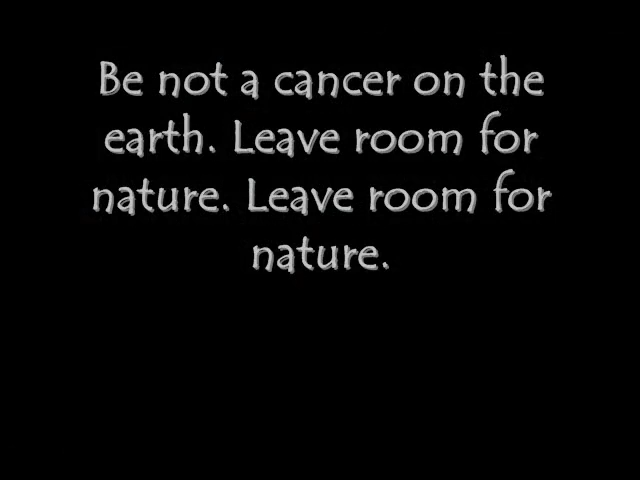 Be not a cancer on the
earth. Leave room for
nature. Leave room for
nature.